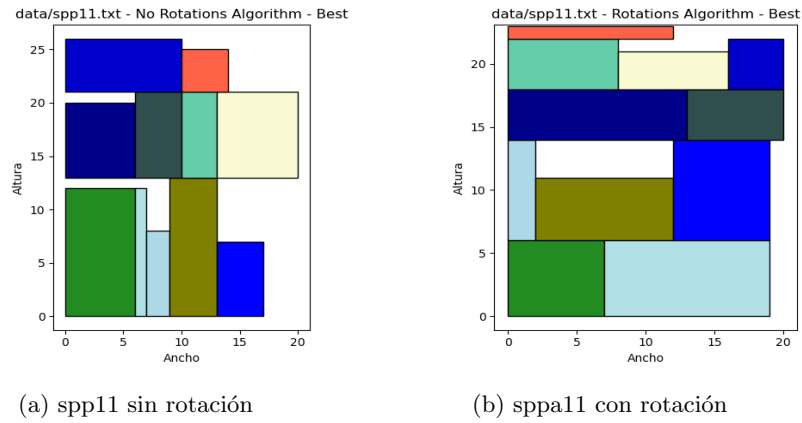 data/spp11.txt - No Rotations Algorithm - Best
25
20
15
10
5
0
Altura
0 5 10 15 20
Ancho
(a) spp11 sin rotación
data/spp11.txt - Rotations Algorithm - Best
20
15
10
5
0
Altura
0 5 10 15 20
Ancho
(b) sppa11 con rotación